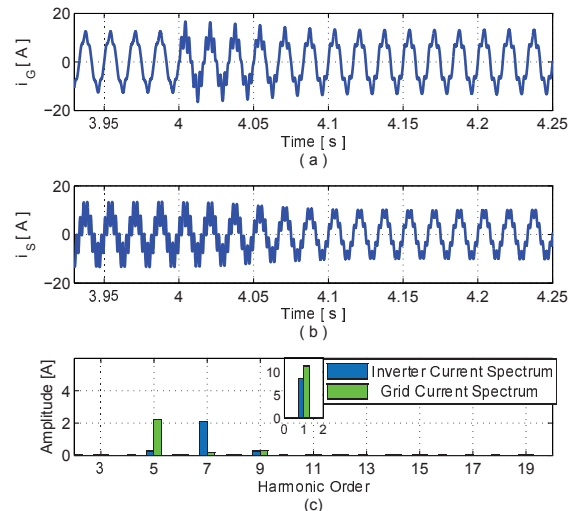 20
0
−20
i G [ A ]
3.95 4 4.05 4.1 4.15 4.2 4.25
Time [ s ]
( a )
20
0
−20
i S [ A ]
3.95 4 4.05 4.1 4.15 4.2 4.25
Time [ s ]
( b )
Amplitude [A]
6
4
2
0
10
5
0
0 1 2
Inverter Current Spectrum
Grid Current Spectrum
3 5 7 9 11 13 14 15 17 19
Harmonic Order
(c)